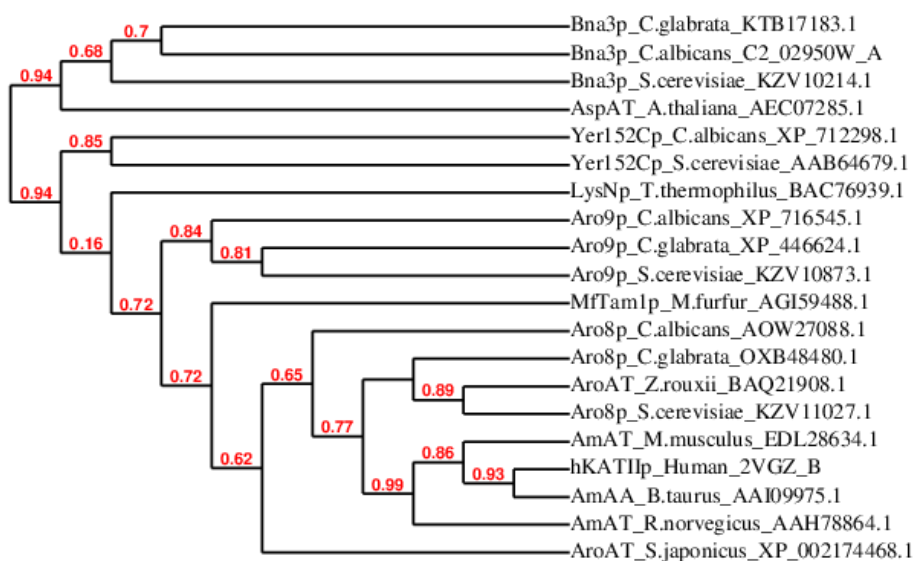 0.7
Bna3p_C.glabrata_KTB17183.1
0.68
Bna3p_C.albicans_C2_02950W_A
0.94
Bna3p_S.cerevisiae_KZV10214.1
AspAT_A.thaliana_AEC07285.1
0.85
Yer152Cp_C.albicans_XP_712298.1
Yer152Cp_S.cerevisiae_AAB64679.1
0.94
LysNp_T.thermophilus_BAC76939.1
Aro9p_C.albicans_XP_716545.1
0.84
0.16
0.81
Aro9p_C.glabrata_XP_446624.1
Aro9p_S.cerevisiae_KZV10873.1
0.72
MfTam1p_M.furfur_AGI59488.1
Aro8p_C.albicans_AOW27088.1
Aro8p_C.glabrata_OXB48480.1
0.72
0.65
0.89
AroAT_Z.rouxii_BAQ21908.1
Aro8p_S.cerevisiae_KZV11027.1
0.77
AmAT_M.musculus_EDL28634.1
0.86
0.62
hKATIIp_Human_2VGZ_B
0.93
0.99
AmAA_B.taurus_AAI09975.1
AmAT_R.norvegicus_AAH78864.1
AroAT_S.japonicus_XP_002174468.1